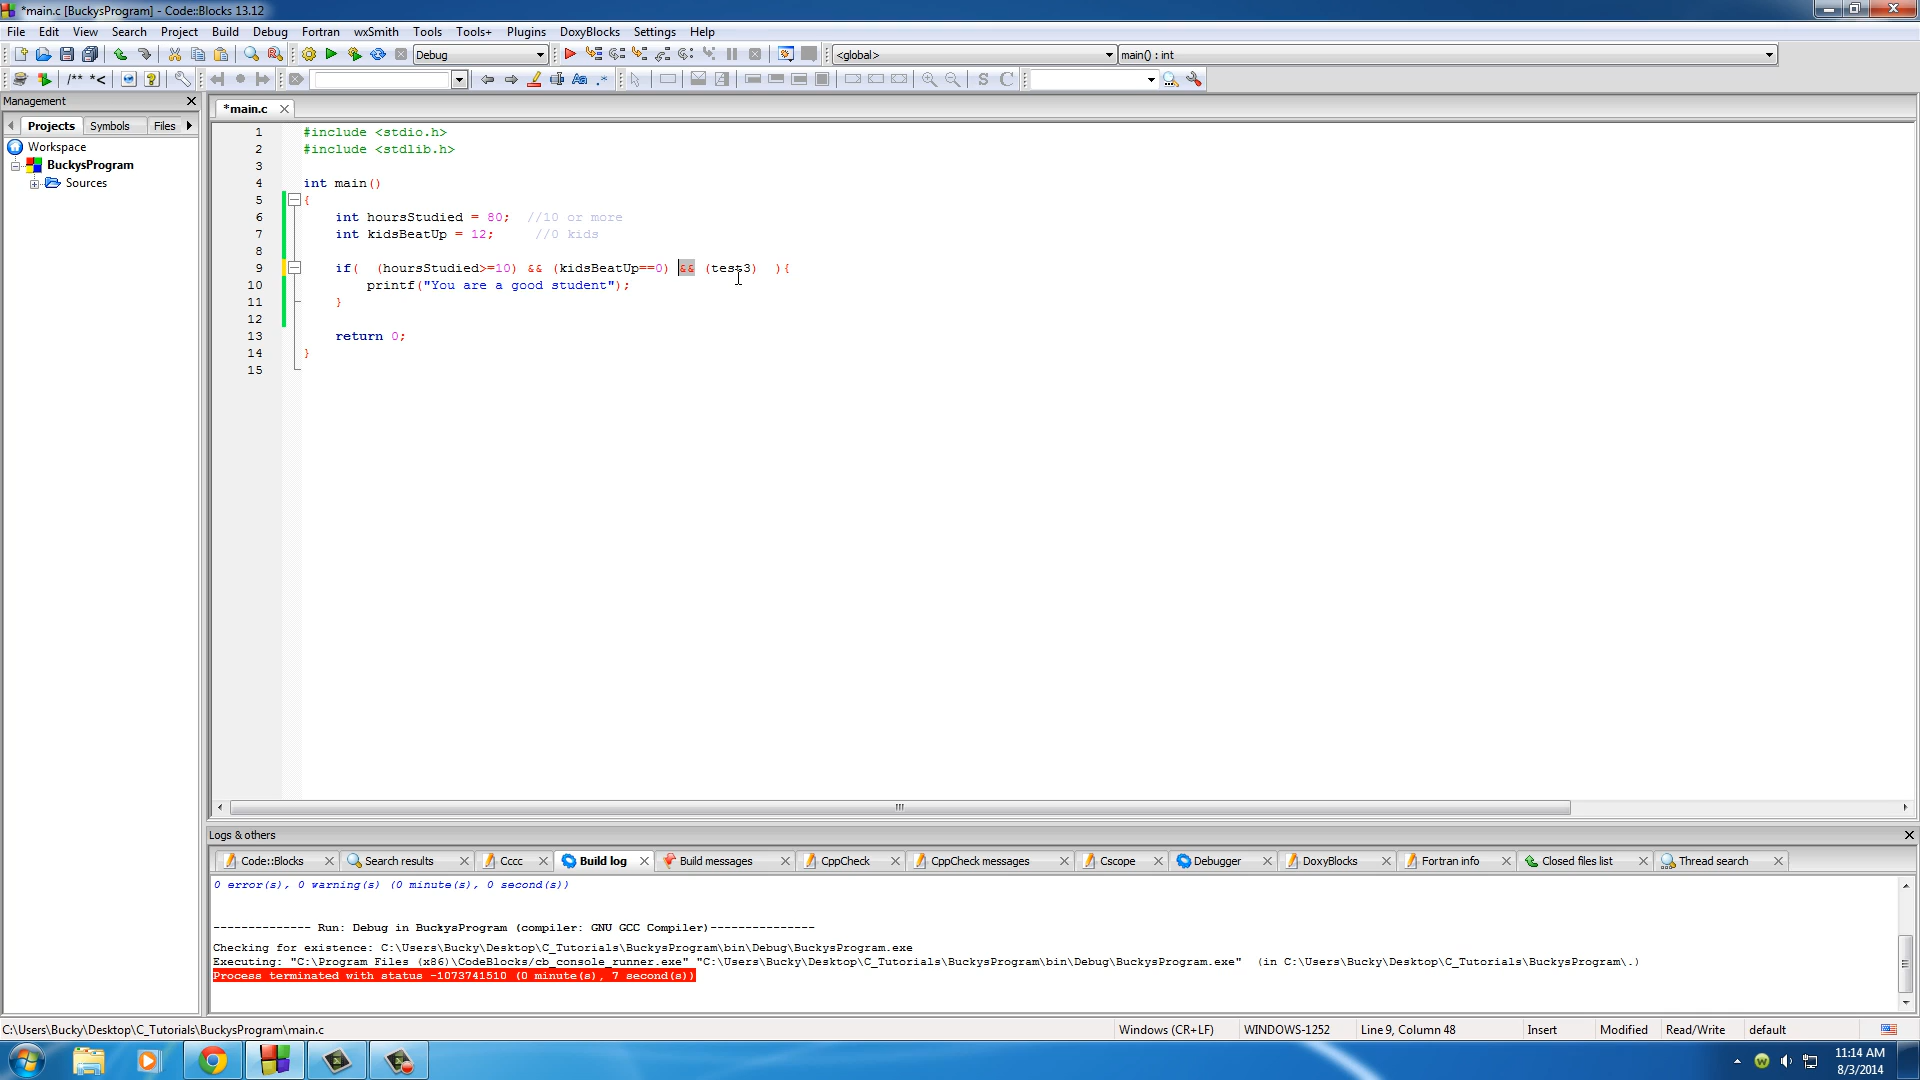 *main.c [BuckysProgram] - Code::Blocks 13.12
File Edit View Search Project Build Debug Fortran wxSmith Tools Tools+ Plugins DoxyBlocks Settings Help
Debug <global> main() : int
/** *< Aa .* S C
Management
Projects Symbols Files
Workspace
BuckysProgram
Sources
*main.c
1 #include <stdio.h>
2 #include <stdlib.h>
3
4 int main()
5 {
6 int hoursStudied = 80; //10 or more
7 int kidsBeatUp = 12; //0 kids
8
9 if( (hoursStudied>=10) && (kidsBeatUp==0) && (test3) ){
10 printf("You are a good student");
11 }
12
13 return 0;
14 }
15
Logs & others
Code::Blocks Search results Cccc Build log Build messages CppCheck CppCheck messages Cscope Debugger DoxyBlocks Fortran info Closed files list Thread search
0 error(s), 0 warning(s) (0 minute(s), 0 second(s))
-------------- Run: Debug in BuckysProgram (compiler: GNU GCC Compiler)---------------
Checking for existence: C:\Users\Bucky\Desktop\C_Tutorials\BuckysProgram\bin\Debug\BuckysProgram.exe
Executing: "C:\Program Files (x86)\CodeBlocks/cb_console_runner.exe" "C:\Users\Bucky\Desktop\C_Tutorials\BuckysProgram\bin\Debug\BuckysProgram.exe" (in C:\Users\Bucky\Desktop\C_Tutorials\BuckysProgram\.)
Process terminated with status -1073741510 (0 minute(s), 7 second(s))
C:\Users\Bucky\Desktop\C_Tutorials\BuckysProgram\main.c Windows (CR+LF) WINDOWS-1252 Line 9, Column 48 Insert Modified Read/Write default
11:14 AM
8/3/2014